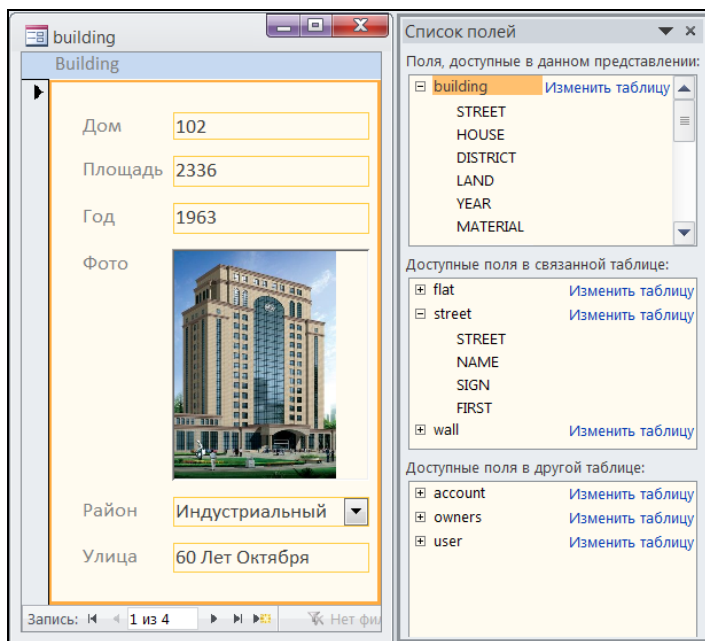 building
Building
Дом 102
Площадь 2336
Год 1963
Фото
Район Индустриальный
Улица 60 Лет Октября
Запись: 1 из 4 Нет фи
Список полей
Поля, доступные в данном представлении:
building Изменить таблицу
STREET
HOUSE
DISTRICT
LAND
YEAR
MATERIAL
Доступные поля в связанной таблице:
flat Изменить таблицу
street Изменить таблицу
STREET
NAME
SIGN
FIRST
wall Изменить таблицу
Доступные поля в другой таблице:
account Изменить таблицу
owners Изменить таблицу
user Изменить таблицу